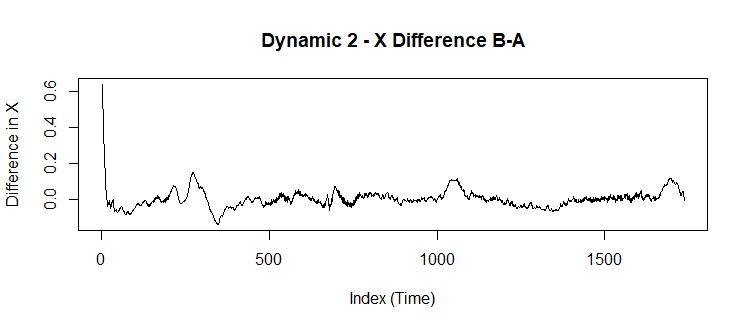 Dynamic 2 - X Difference B-A
Difference in X
0.6
0.4
0.2
0.0
0 500 1000 1500
Index (Time)